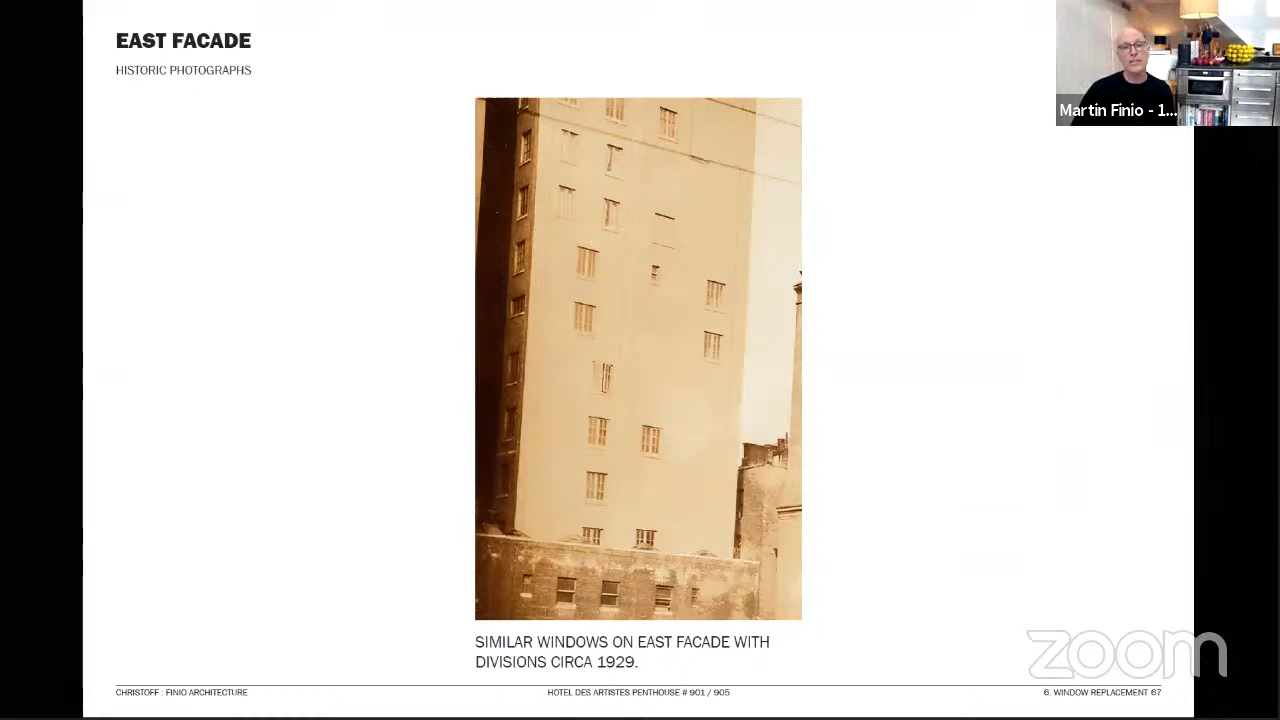 EAST FACADE
HISTORIC PHOTOGRAPHS
Martin Finio - 1...
SIMILAR WINDOWS ON EAST FACADE WITH
DIVISIONS CIRCA 1929.
zoom
CHRISTOFF : FINIO ARCHITECTURE
HOTEL DES ARTISTES PENTHOUSE # 901 / 905
6. WINDOW REPLACEMENT 67